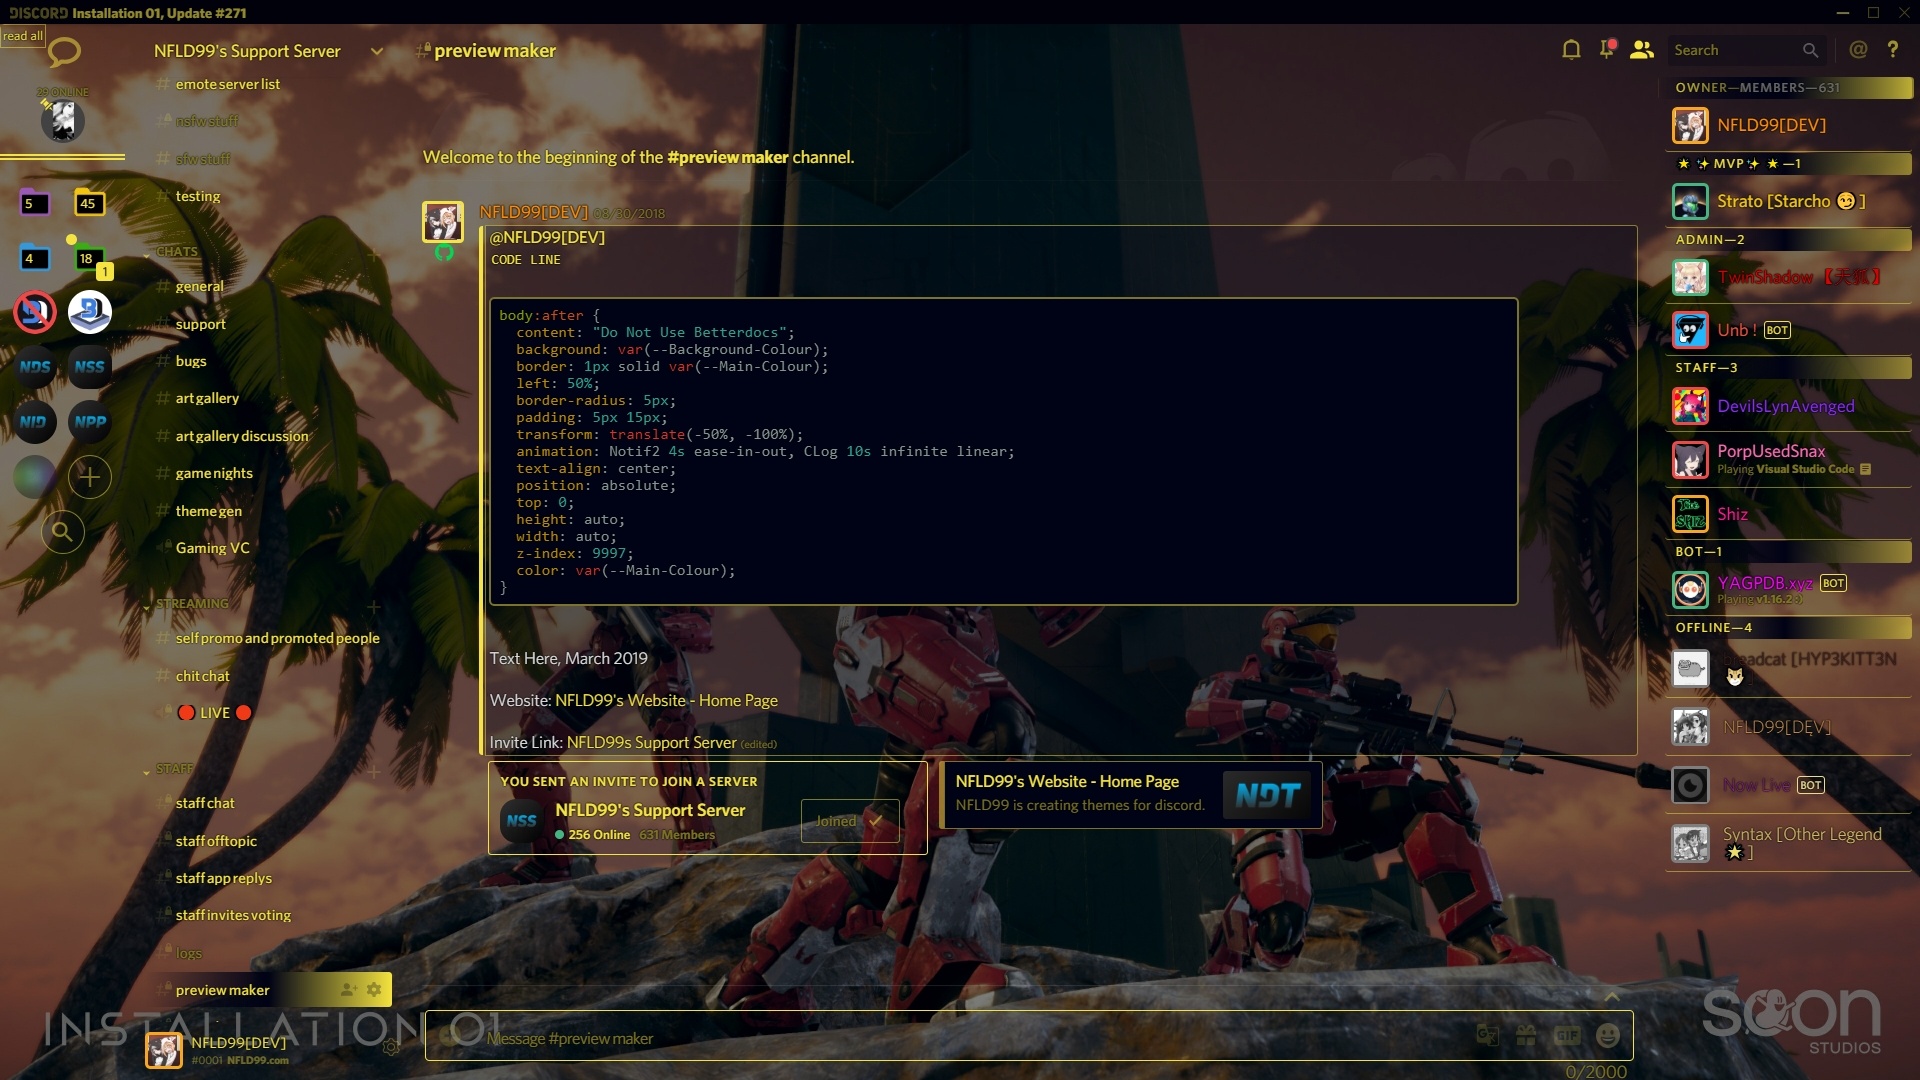 DISCORD Installation 01, Update #271
read all
29 ONLINE
5
45
4
18
1
NDS
NSS
NID
NPP
NFLD99's Support Server
emote server list
nsfw stuff
sfw stuff
testing
CHATS
general
support
bugs
art gallery
art gallery discussion
game nights
theme gen
Gaming VC
STREAMING
self promo and promoted people
chit chat
🔴 LIVE 🔴
STAFF
staff chat
staff offtopic
staff app replys
staff invites voting
logs
preview maker
INSTALLATION 01
NFLD99[DEV]
#0001 NFLD99.com
# preview maker
Search
Welcome to the beginning of the #preview maker channel.
NFLD99[DEV] 08/30/2018
@NFLD99[DEV]
CODE LINE
body:after {
content: "Do Not Use Betterdocs";
background: var(--Background-Colour);
border: 1px solid var(--Main-Colour);
left: 50%;
border-radius: 5px;
padding: 5px 15px;
transform: translate(-50%, -100%);
animation: Notif2 4s ease-in-out, CLog 10s infinite linear;
text-align: center;
position: absolute;
top: 0;
height: auto;
width: auto;
z-index: 9997;
color: var(--Main-Colour);
}
Text Here, March 2019
Website: NFLD99's Website - Home Page
Invite Link: NFLD99s Support Server (edited)
YOU SENT AN INVITE TO JOIN A SERVER
NSS
NFLD99's Support Server
256 Online 631 Members
Joined
NFLD99's Website - Home Page
NFLD99 is creating themes for discord.
NDT
Message #preview maker
GIF
0/2000
OWNER—MEMBERS—631
NFLD99[DEV]
MVP —1
Strato [Starcho 😏]
ADMIN—2
TwinShadow 【天狐】
Unb ! BOT
STAFF—3
DevilsLynAvenged
PorpUsedSnax
Playing Visual Studio Code
Shiz
BOT—1
YAGPDB.xyz BOT
Playing v1.16.2 :)
OFFLINE—4
breadcat [HYP3KITT3N
NFLD99[DEV]
Now Live BOT
Syntax [Other Legend
🌟]
soon
STUDIOS